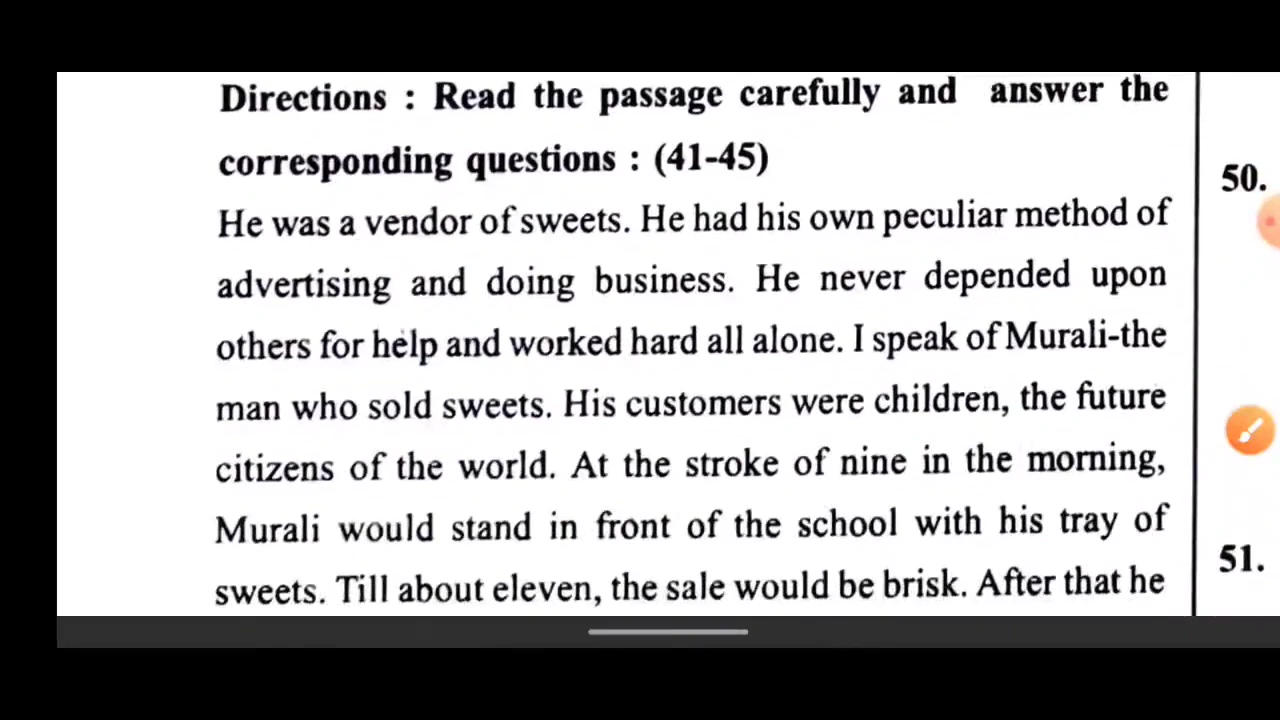 Directions : Read the passage carefully and answer the
corresponding questions : (41-45)
50.
He was a vendor of sweets. He had his own peculiar method of
advertising and doing business. He never depended upon
others for help and worked hard all alone. I speak of Murali-the
man who sold sweets. His customers were children, the future
citizens of the world. At the stroke of nine in the morning,
Murali would stand in front of the school with his tray of
51.
sweets. Till about eleven, the sale would be brisk. After that he